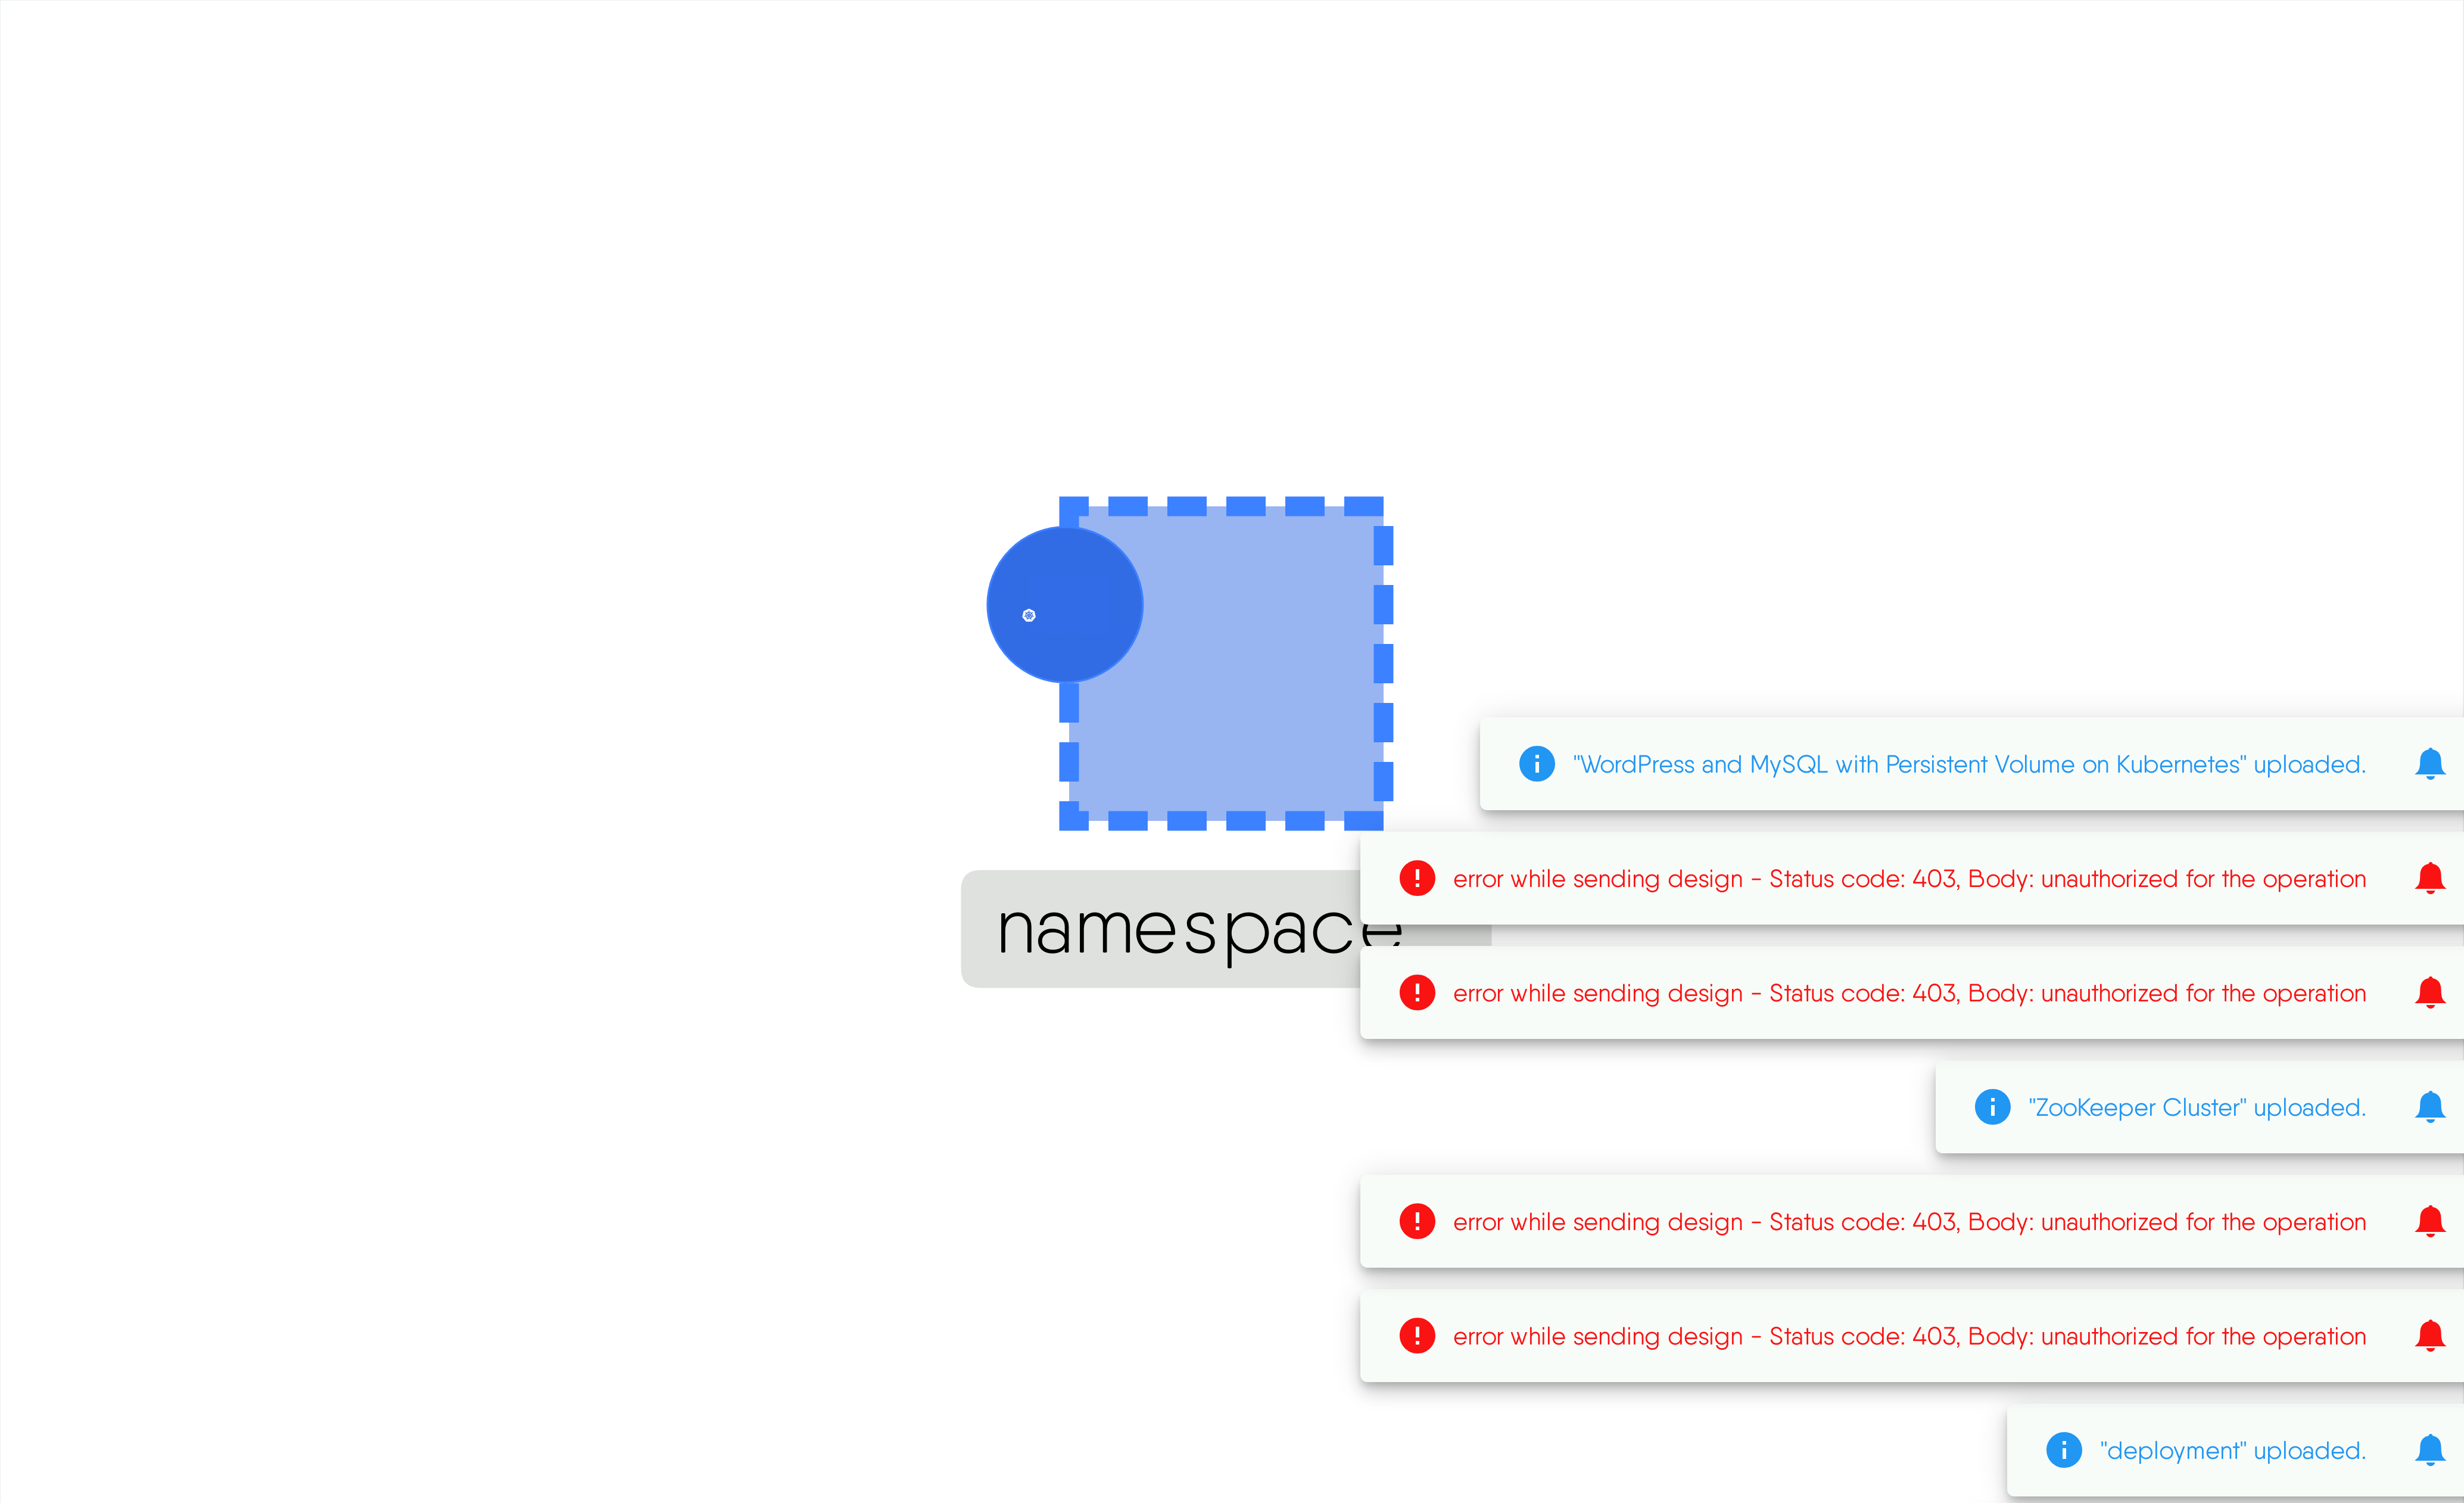 "WordPress and MySQL with Persistent Volume on Kubernetes" uploaded.
error while sending design - Status code: 403, Body: unauthorized for the operation
namespace
error while sending design - Status code: 403, Body: unauthorized for the operation
"ZooKeeper Cluster" uploaded.
error while sending design - Status code: 403, Body: unauthorized for the operation
error while sending design - Status code: 403, Body: unauthorized for the operation
"deployment" uploaded.